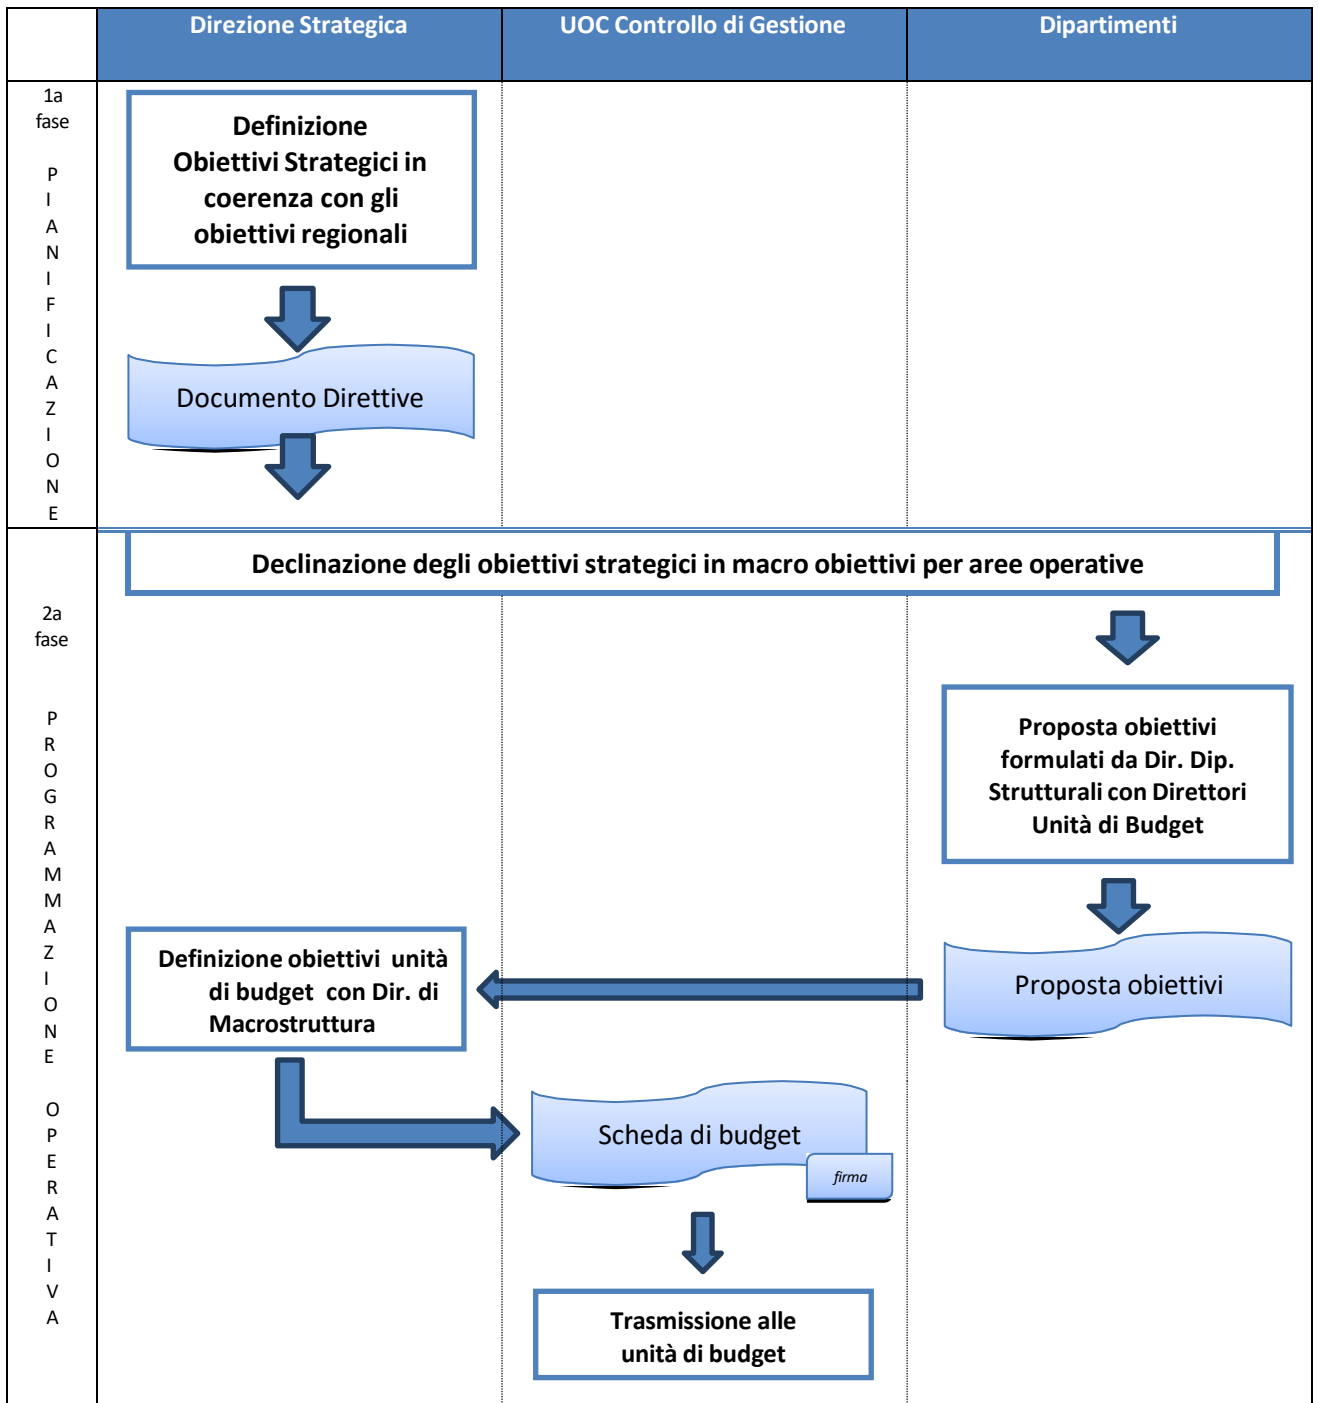 Direzione Strategica
UOC Controllo di Gestione
Dipartimenti
1a
fase
P
I
A
N
I
F
I
C
A
Z
I
O
N
E
Definizione
Obiettivi Strategici in
coerenza con gli
obiettivi regionali
Documento Direttive
Declinazione degli obiettivi strategici in macro obiettivi per aree operative
2a
fase
P
R
O
G
R
A
M
M
A
Z
I
O
N
E
O
P
E
R
A
T
I
V
A
Proposta obiettivi
formulati da Dir. Dip.
Strutturali con Direttori
Unità di Budget
Proposta obiettivi
Definizione obiettivi unità
di budget con Dir. di
Macrostruttura
Scheda di budget
firma
Trasmissione alle
unità di budget